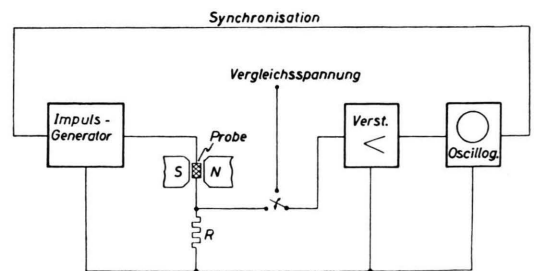 Synchronisation
Vergleichsspannung
Impuls-
Generator
Probe
Verst.
Oscillog.
S
N
R